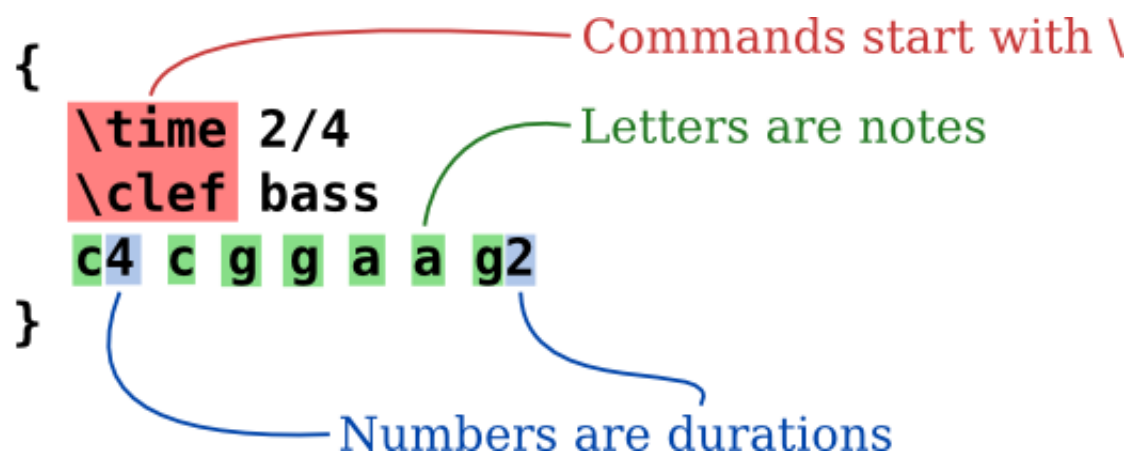 Commands start with \
{
\time 2/4
Letters are notes
\clef bass
c4 c g g a a g2
}
Numbers are durations